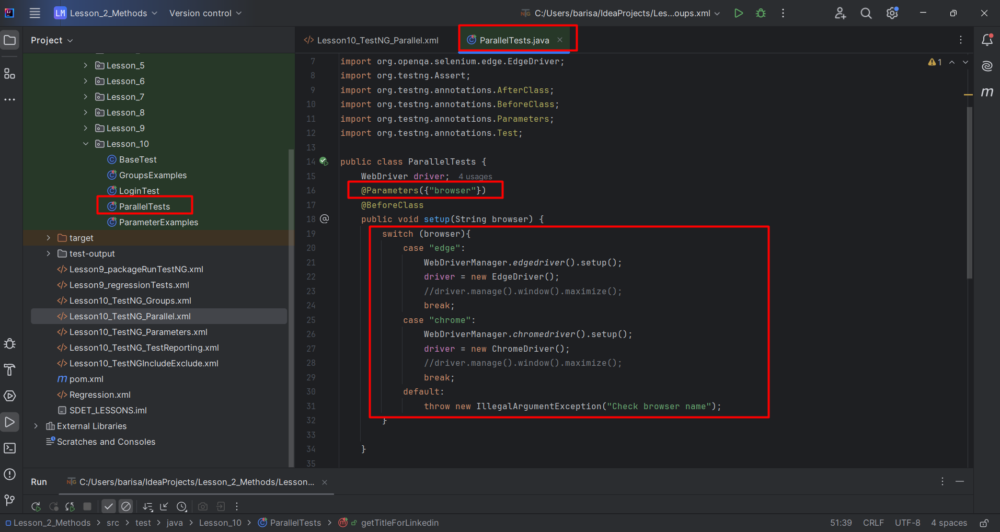 LM Lesson_2_Methods Version control C:/Users/barisa/IdeaProjects/Les...oups.xml
Project
Lesson_5
Lesson_6
Lesson_7
Lesson_8
Lesson_9
Lesson_10
BaseTest
GroupsExamples
LoginTest
ParallelTests
ParameterExamples
target
test-output
Lesson9_packageRunTestNG.xml
Lesson9_regressionTests.xml
Lesson10_TestNG_Groups.xml
Lesson10_TestNG_Parallel.xml
Lesson10_TestNG_Parameters.xml
Lesson10_TestNG_TestReporting.xml
Lesson10_TestNGIncludeExclude.xml
pom.xml
Regression.xml
SDET_LESSONS.iml
External Libraries
Scratches and Consoles
Lesson10_TestNG_Parallel.xml ParallelTests.java
1
7 import org.openqa.selenium.edge.EdgeDriver;
8 import org.testng.Assert;
9 import org.testng.annotations.AfterClass;
10 import org.testng.annotations.BeforeClass;
11 import org.testng.annotations.Parameters;
12 import org.testng.annotations.Test;
13
14 public class ParallelTests {
15 WebDriver driver; 4 usages
16 @Parameters({"browser"})
17 @BeforeClass
18 public void setup(String browser) {
19 switch (browser){
20 case "edge":
21 WebDriverManager.edgedriver().setup();
22 driver = new EdgeDriver();
23 //driver.manage().window().maximize();
24 break;
25 case "chrome":
26 WebDriverManager.chromedriver().setup();
27 driver = new ChromeDriver();
28 //driver.manage().window().maximize();
29 break;
30 default:
31 throw new IllegalArgumentException("Check browser name");
32 }
33
34 }
35
Run C:/Users/barisa/IdeaProjects/Lesson_2_Methods/Lesson...
Lesson_2_Methods > src > test > java > Lesson_10 > ParallelTests > getTitleForLinkedin 51:39 CRLF UTF-8 4 spaces